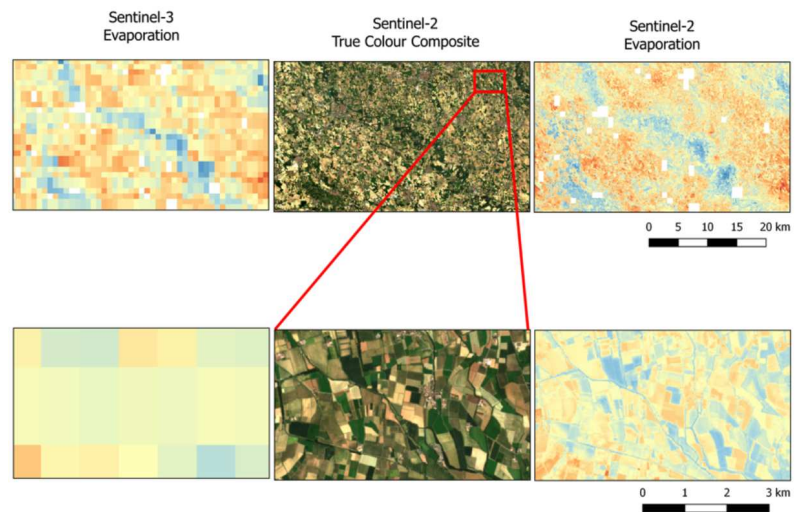 Sentinel-3
Evaporation
Sentinel-2
True Colour Composite
Sentinel-2
Evaporation
0 5 10 15 20 km
0 1 2 3 km